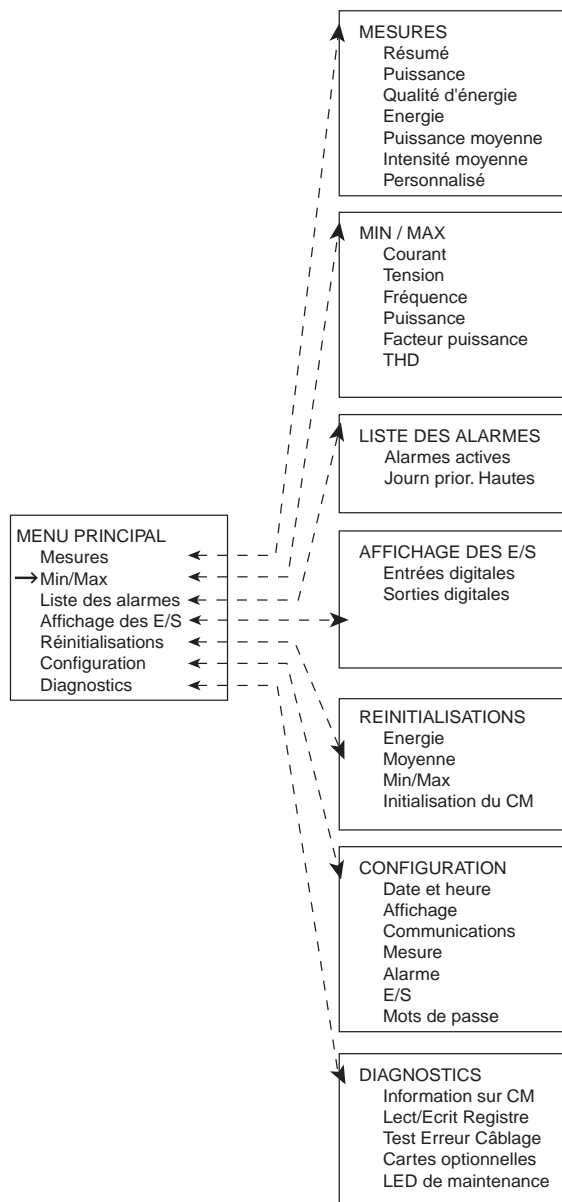 MENU PRINCIPAL
Mesures
Min/Max
Liste des alarmes
Affichage des E/S
Réinitialisations
Configuration
Diagnostics
MESURES
Résumé
Puissance
Qualité d'énergie
Energie
Puissance moyenne
Intensité moyenne
Personnalisé
MIN / MAX
Courant
Tension
Fréquence
Puissance
Facteur puissance
THD
LISTE DES ALARMES
Alarmes actives
Journ prior. Hautes
AFFICHAGE DES E/S
Entrées digitales
Sorties digitales
REINITIALISATIONS
Energie
Moyenne
Min/Max
Initialisation du CM
CONFIGURATION
Date et heure
Affichage
Communications
Mesure
Alarme
E/S
Mots de passe
DIAGNOSTICS
Information sur CM
Lect/Ecrit Registre
Test Erreur Câblage
Cartes optionnelles
LED de maintenance